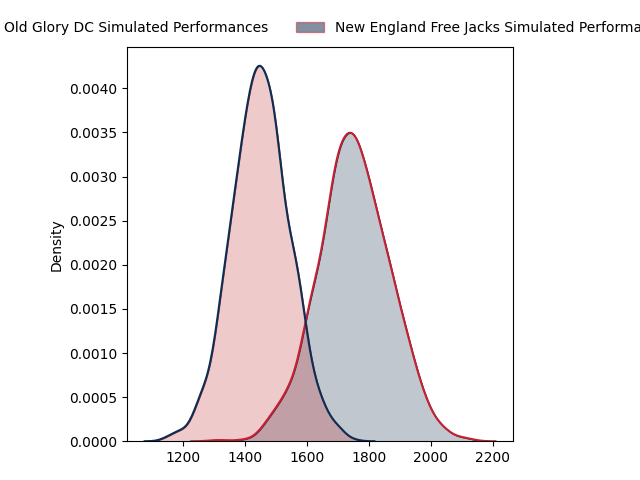 Old Glory DC Simulated Performances
New England Free Jacks Simulated Performa
0.0040
0.0035
0.0030
0.0025
0.0020
0.0015
0.0010
0.0005
0.0000
Density
1200 1400 1600 1800 2000 2200